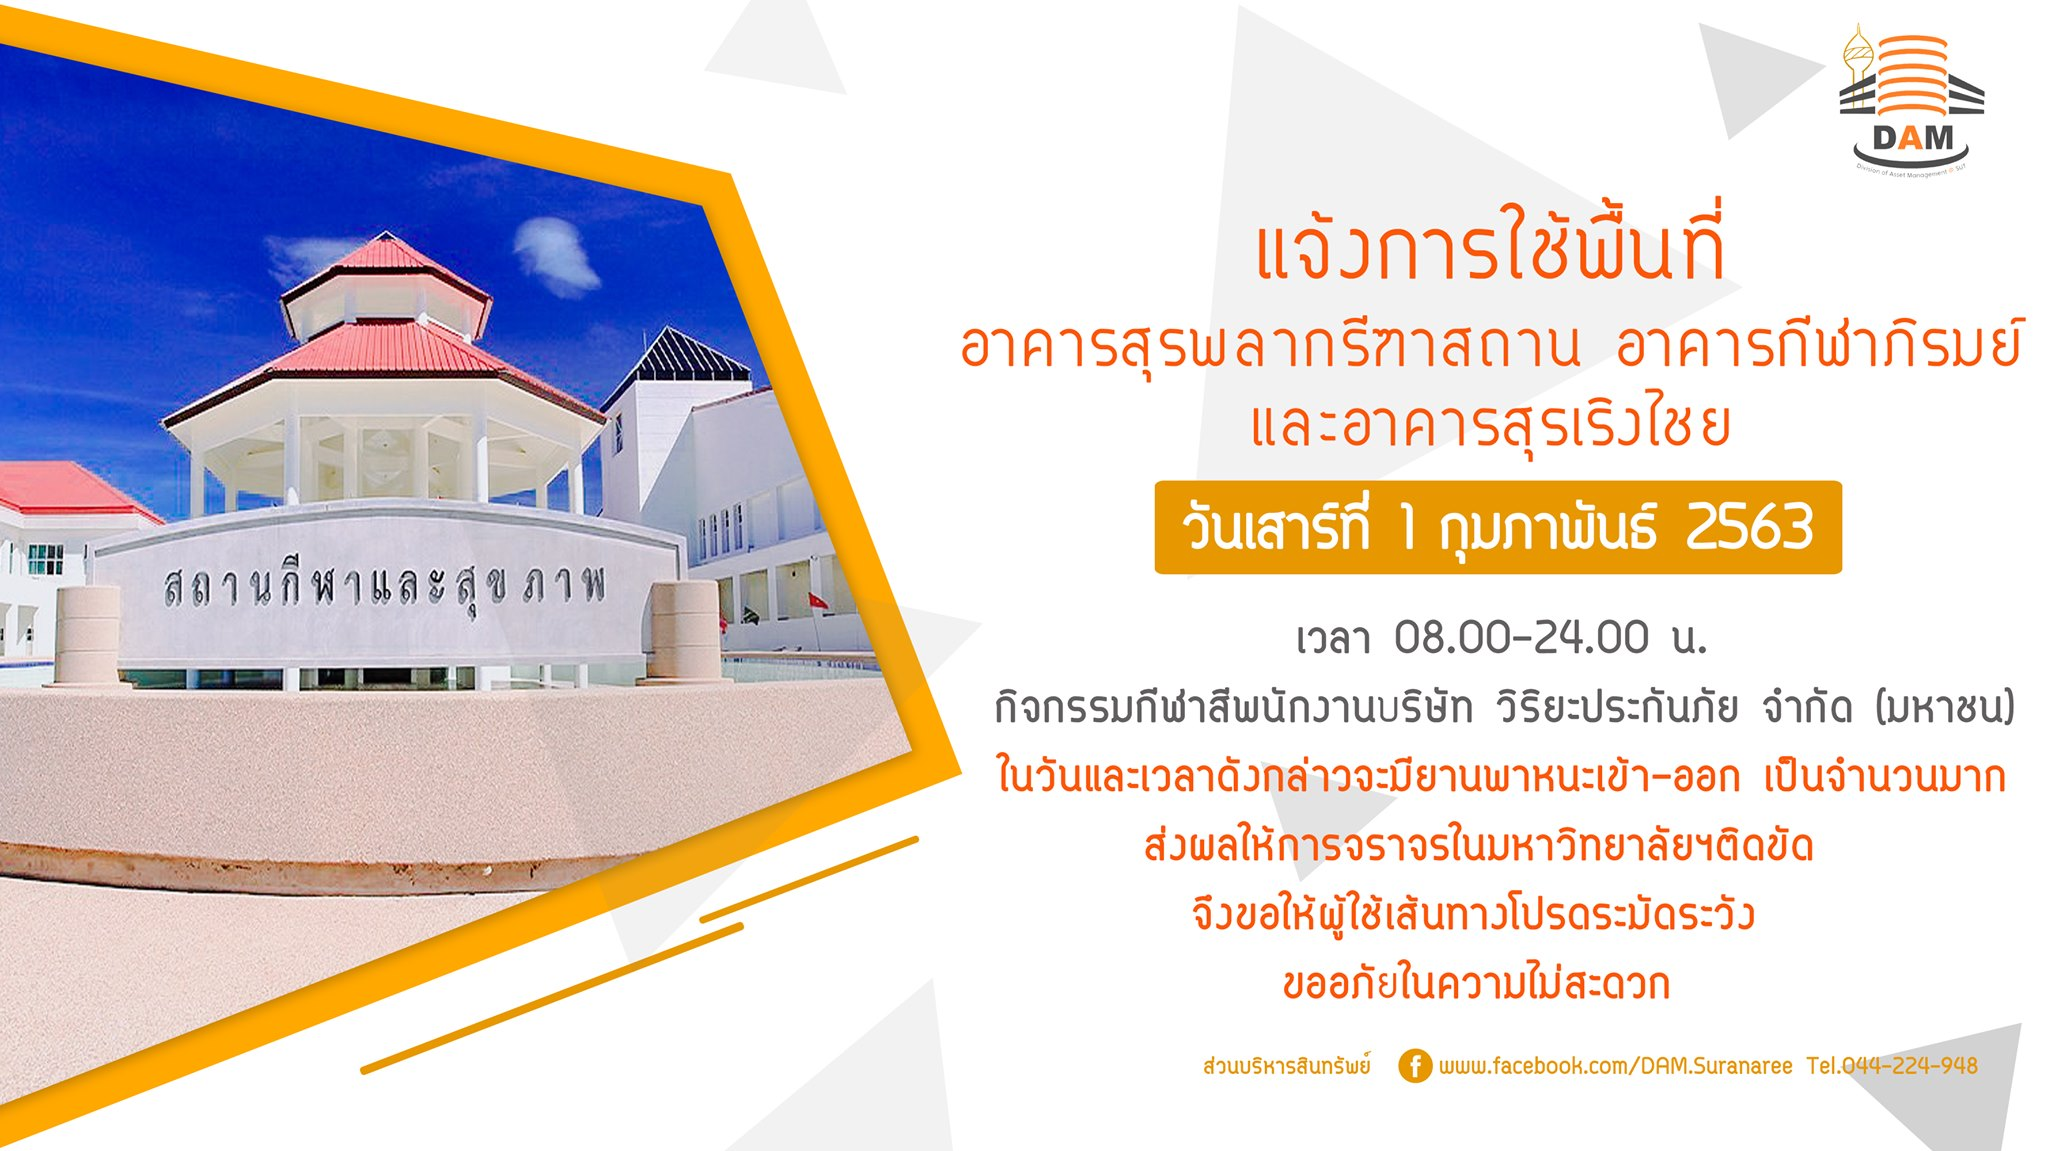 DAM
Division of Asset Management @ SUT
แจ้งการใช้พื้นที่
อาคารสุรพลากรีฑาสถาน อาคารกีฬาภิรมย์
และอาคารสุรเริงไชย
วันเสาร์ที่ 1 กุมภาพันธ์ 2563
เวลา 08.00-24.00 น.
กิจกรรมกีฬาสีพนักงานบริษัท วิริยะประกันภัย จำกัด (มหาชน)
ในวันและเวลาดังกล่าวจะมียานพาหนะเข้า-ออก เป็นจำนวนมาก
ส่งผลให้การจราจรในมหาวิทยาลัยฯติดขัด
จึงขอให้ผู้ใช้เส้นทางโปรดระมัดระวัง
ขออภัยในความไม่สะดวก
ส่วนบริหารสินทรัพย์ f www.facebook.com/DAM.Suranaree Tel.044-224-948
สถานกีฬาและสุขภาพ